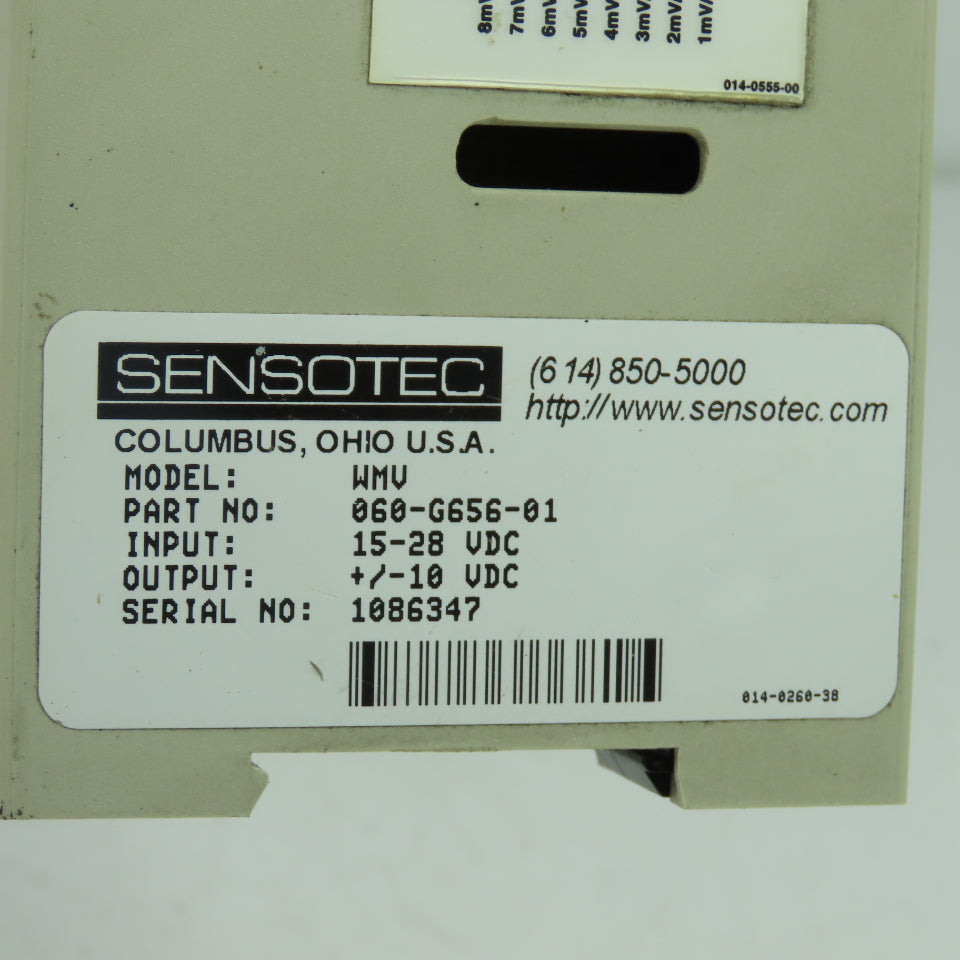 8mV
7mV
6mV
5mV
4mV
3mV/
2mV/
1mV/
014-0555-00
SENSOTEC
(614) 850-5000
http://www.sensotec.com
COLUMBUS, OHIO U.S.A.
MODEL: WMV
PART NO: 060-G656-01
INPUT: 15-28 VDC
OUTPUT: +/-10 VDC
SERIAL NO: 1086347
014-0260-38